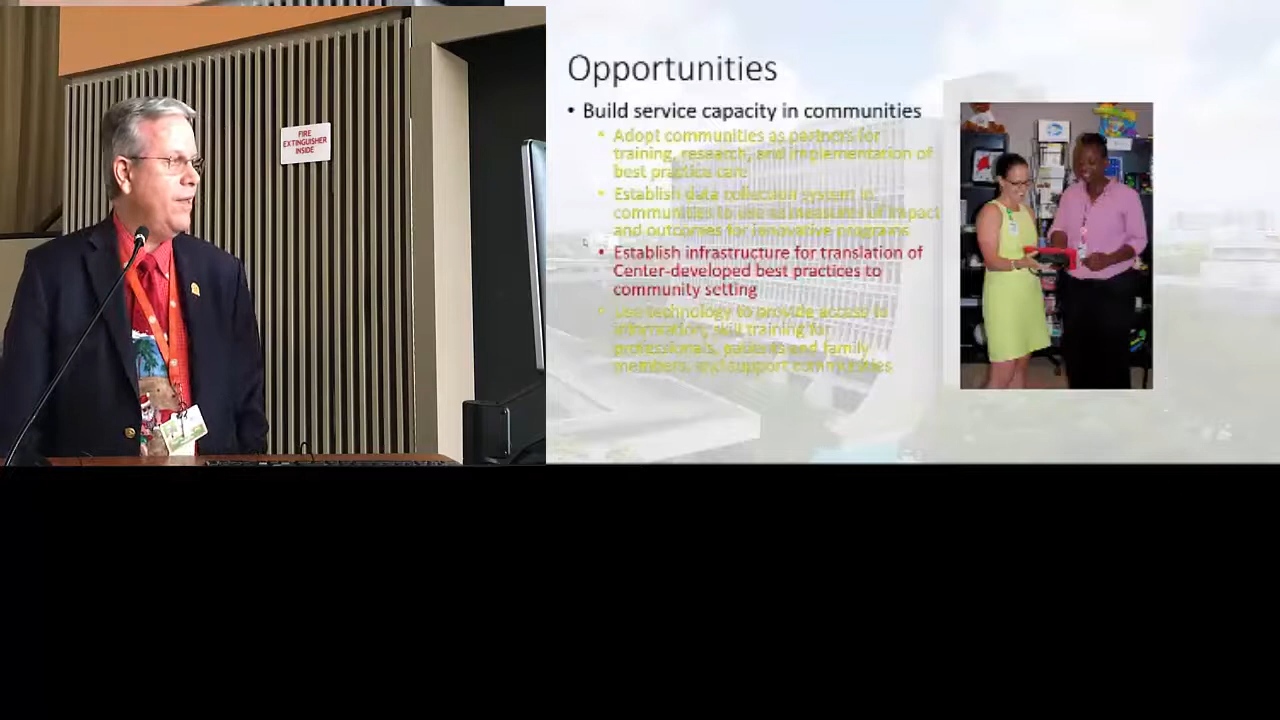 FIRE
EXTINGUISHER
INSIDE
Opportunities
• Build service capacity in communities
• Adopt communities as partners for
training, research, and implementation of
best practice care
• Establish data collection system in
communities to use as measures of impact
and outcomes for innovative programs
• Establish infrastructure for translation of
Center-developed best practices to
community setting
• Use technology to provide access to
information, skill training for
professionals, patients and family
members, and support communities